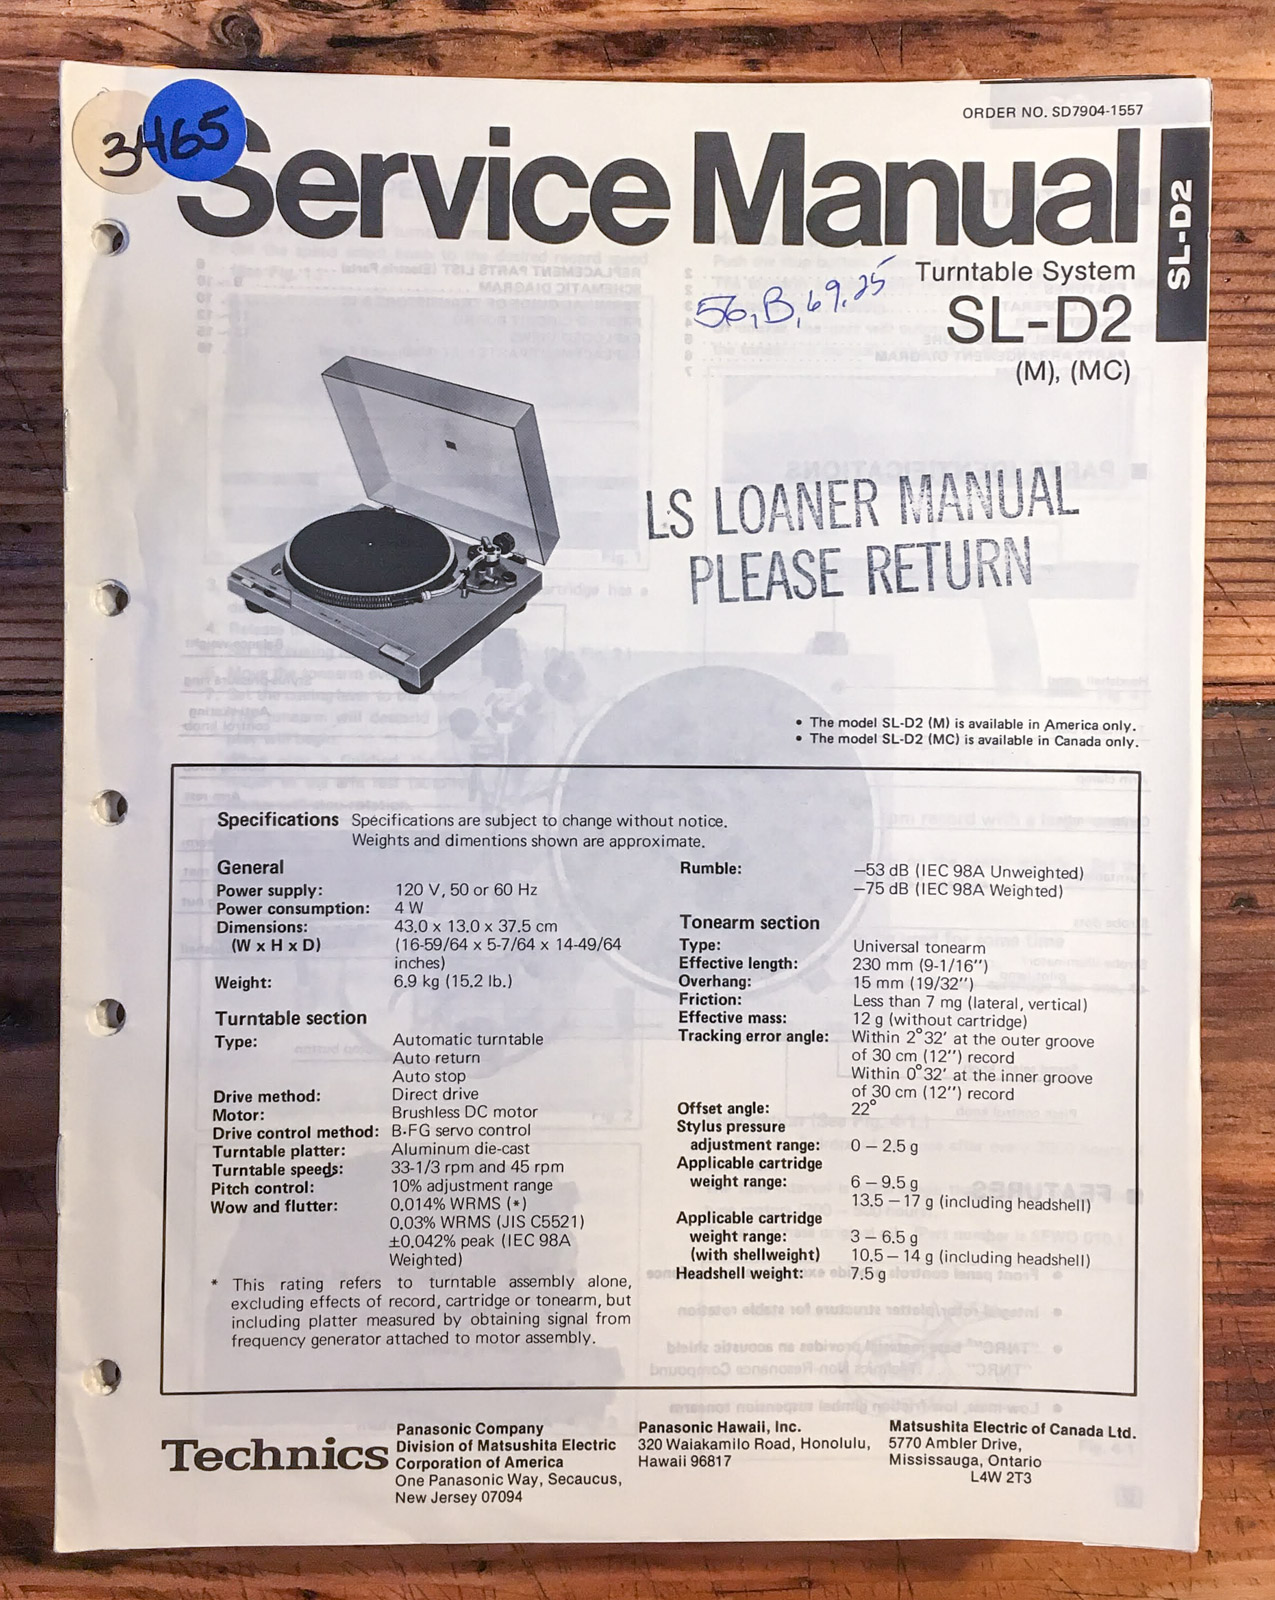 ORDER NO. SD7904-1557
3465
Service Manual
SL-D2
Turntable System
SL-D2
(M), (MC)
56, B, 69, 25
LS LOANER MANUAL
PLEASE RETURN
• The model SL-D2 (M) is available in America only.
• The model SL-D2 (MC) is available in Canada only.
Specifications Specifications are subject to change without notice.
Weights and dimentions shown are approximate.
General
Power supply: 120 V, 50 or 60 Hz
Power consumption: 4 W
Dimensions: 43.0 x 13.0 x 37.5 cm
(W x H x D) (16-59/64 x 5-7/64 x 14-49/64
inches)
Weight: 6.9 kg (15.2 lb.)
Turntable section
Type: Automatic turntable
Auto return
Auto stop
Drive method: Direct drive
Motor: Brushless DC motor
Drive control method: B·FG servo control
Turntable platter: Aluminum die-cast
Turntable speeds: 33-1/3 rpm and 45 rpm
Pitch control: 10% adjustment range
Wow and flutter: 0.014% WRMS (*)
0.03% WRMS (JIS C5521)
±0.042% peak (IEC 98A
Weighted)
* This rating refers to turntable assembly alone,
excluding effects of record, cartridge or tonearm, but
including platter measured by obtaining signal from
frequency generator attached to motor assembly.
Rumble: —53 dB (IEC 98A Unweighted)
—75 dB (IEC 98A Weighted)
Tonearm section
Type: Universal tonearm
Effective length: 230 mm (9-1/16'')
Overhang: 15 mm (19/32'')
Friction: Less than 7 mg (lateral, vertical)
Effective mass: 12 g (without cartridge)
Tracking error angle: Within 2°32' at the outer groove
of 30 cm (12'') record
Within 0°32' at the inner groove
of 30 cm (12'') record
Offset angle: 22°
Stylus pressure
adjustment range: 0 — 2.5 g
Applicable cartridge
weight range: 6 — 9.5 g
13.5 — 17 g (including headshell)
Applicable cartridge
weight range: 3 — 6.5 g
(with shellweight) 10.5 — 14 g (including headshell)
Headshell weight: 7.5 g
Technics
Panasonic Company
Division of Matsushita Electric
Corporation of America
One Panasonic Way, Secaucus,
New Jersey 07094
Panasonic Hawaii, Inc.
320 Waiakamilo Road, Honolulu,
Hawaii 96817
Matsushita Electric of Canada Ltd.
5770 Ambler Drive,
Mississauga, Ontario
L4W 2T3